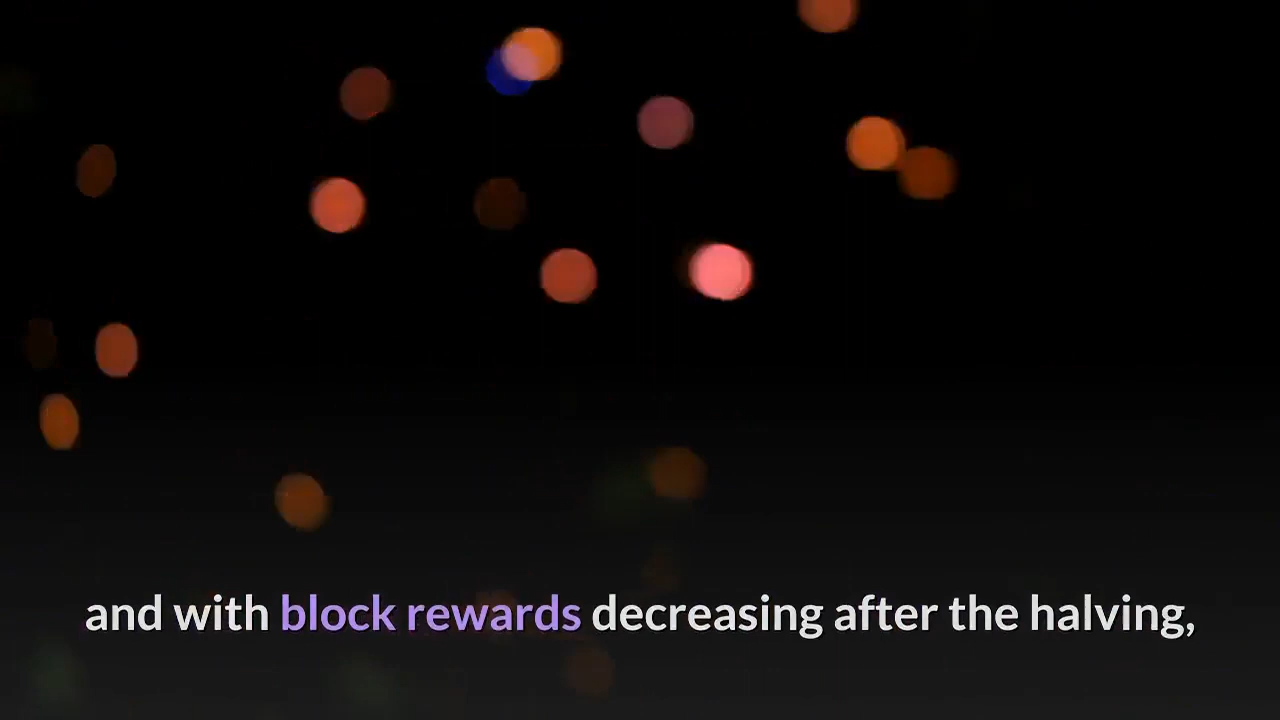 and with block rewards decreasing after the halving,